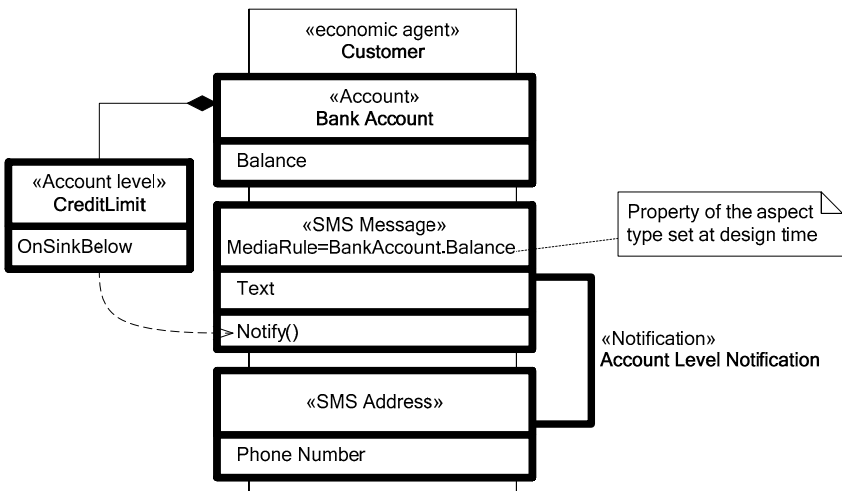 «economic agent»
Customer
«Account»
Bank Account
Balance
«Account level»
CreditLimit
OnSinkBelow
«SMS Message»
MediaRule=BankAccount.Balance
Text
Notify()
Property of the aspect
type set at design time
«Notification»
Account Level Notification
«SMS Address»
Phone Number